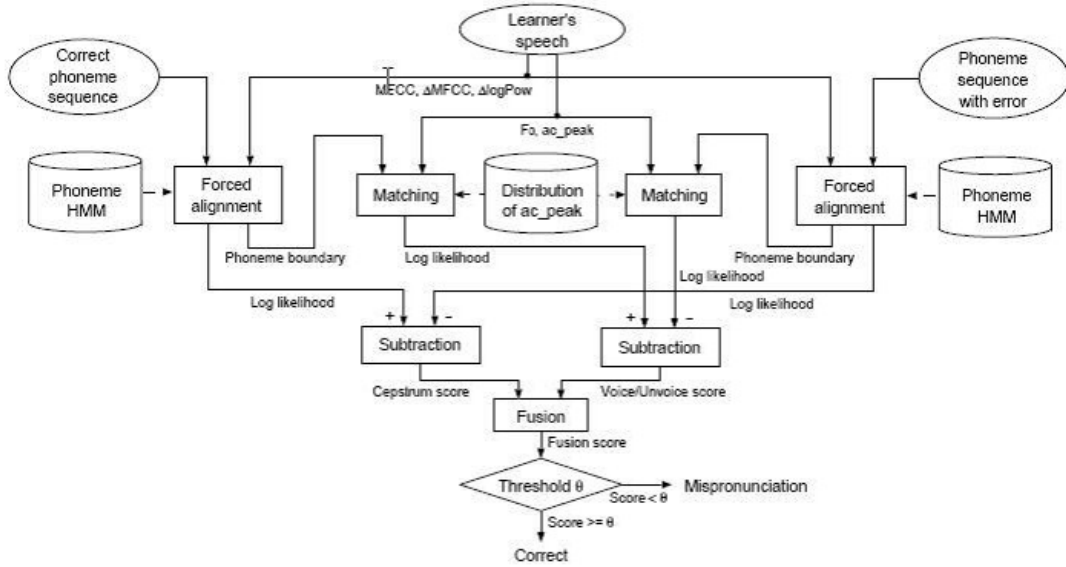 Learner's
speech
Correct
phoneme
sequence
Phoneme
sequence
with error
MFCC, ΔMFCC, ΔlogPow
F₀, ac_peak
Phoneme
HMM
Forced
alignment
Matching
Distribution
of ac_peak
Matching
Forced
alignment
Phoneme
HMM
Phoneme boundary
Log likelihood
Log likelihood
Phoneme boundary
Log likelihood
Log likelihood
+
−
+
−
Subtraction
Subtraction
Cepstrum score
Voice/Unvoice score
Fusion
Fusion score
Threshold θ
Score < θ
Mispronunciation
Score >= θ
Correct